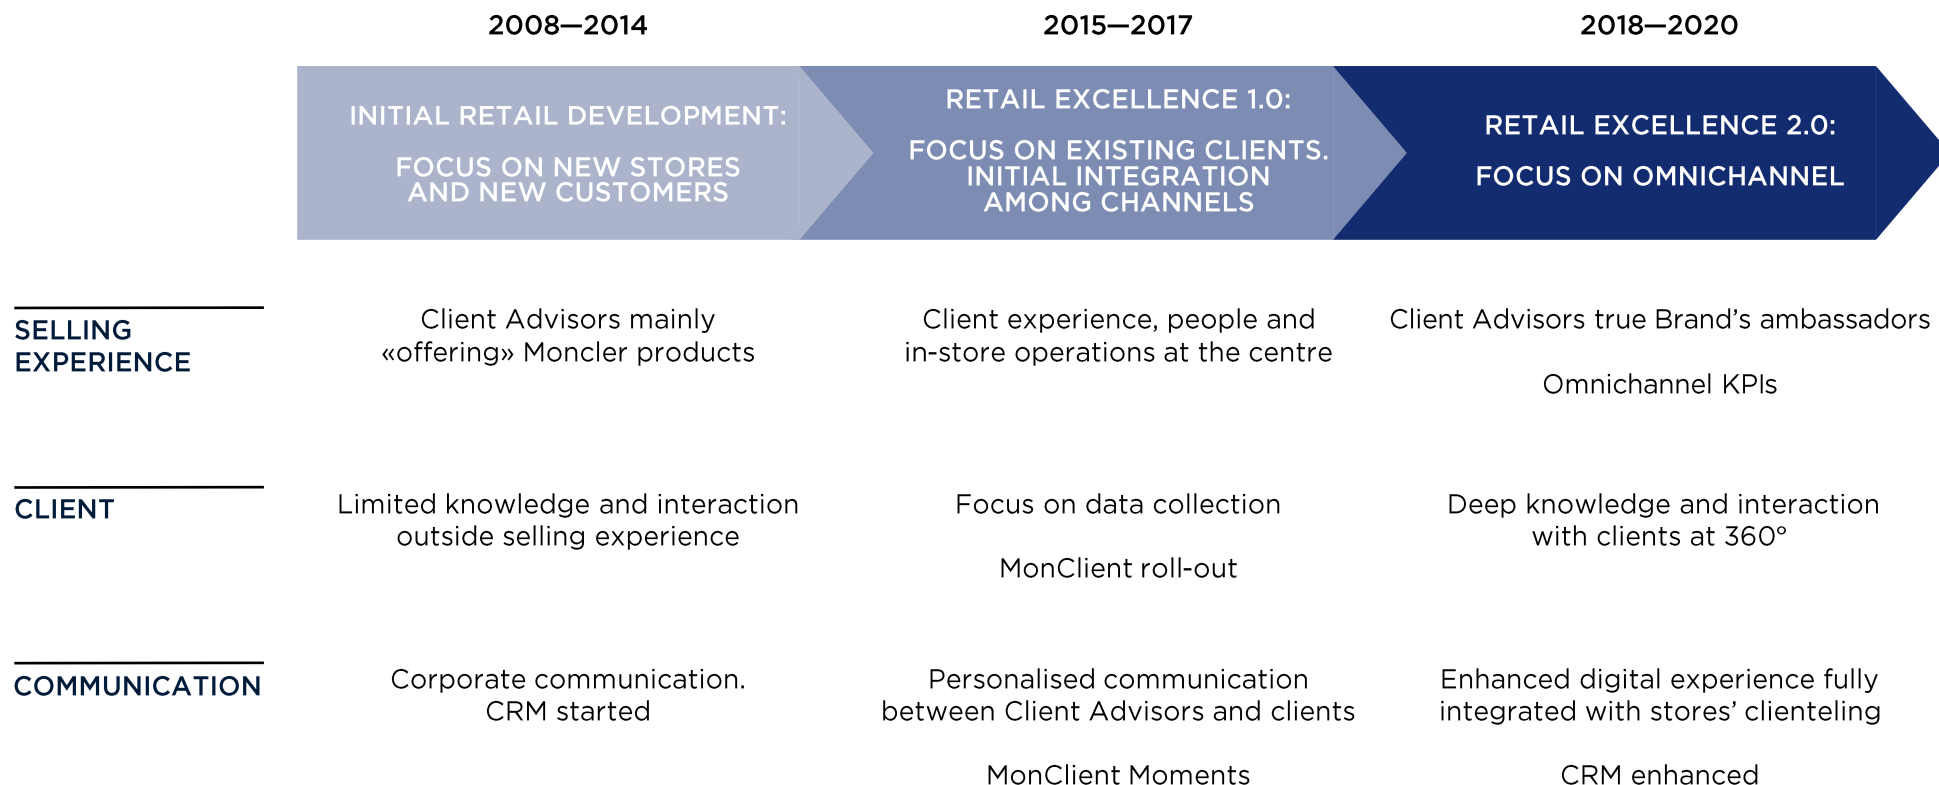 2008—2014
2015—2017
2018—2020
INITIAL RETAIL DEVELOPMENT:
FOCUS ON NEW STORES
AND NEW CUSTOMERS
RETAIL EXCELLENCE 1.0:
FOCUS ON EXISTING CLIENTS.
INITIAL INTEGRATION
AMONG CHANNELS
RETAIL EXCELLENCE 2.0:
FOCUS ON OMNICHANNEL
SELLING
EXPERIENCE
Client Advisors mainly
«offering» Moncler products
Client experience, people and
in-store operations at the centre
Client Advisors true Brand’s ambassadors
Omnichannel KPIs
CLIENT
Limited knowledge and interaction
outside selling experience
Focus on data collection
MonClient roll-out
Deep knowledge and interaction
with clients at 360°
COMMUNICATION
Corporate communication.
CRM started
Personalised communication
between Client Advisors and clients
MonClient Moments
Enhanced digital experience fully
integrated with stores’ clienteling
CRM enhanced